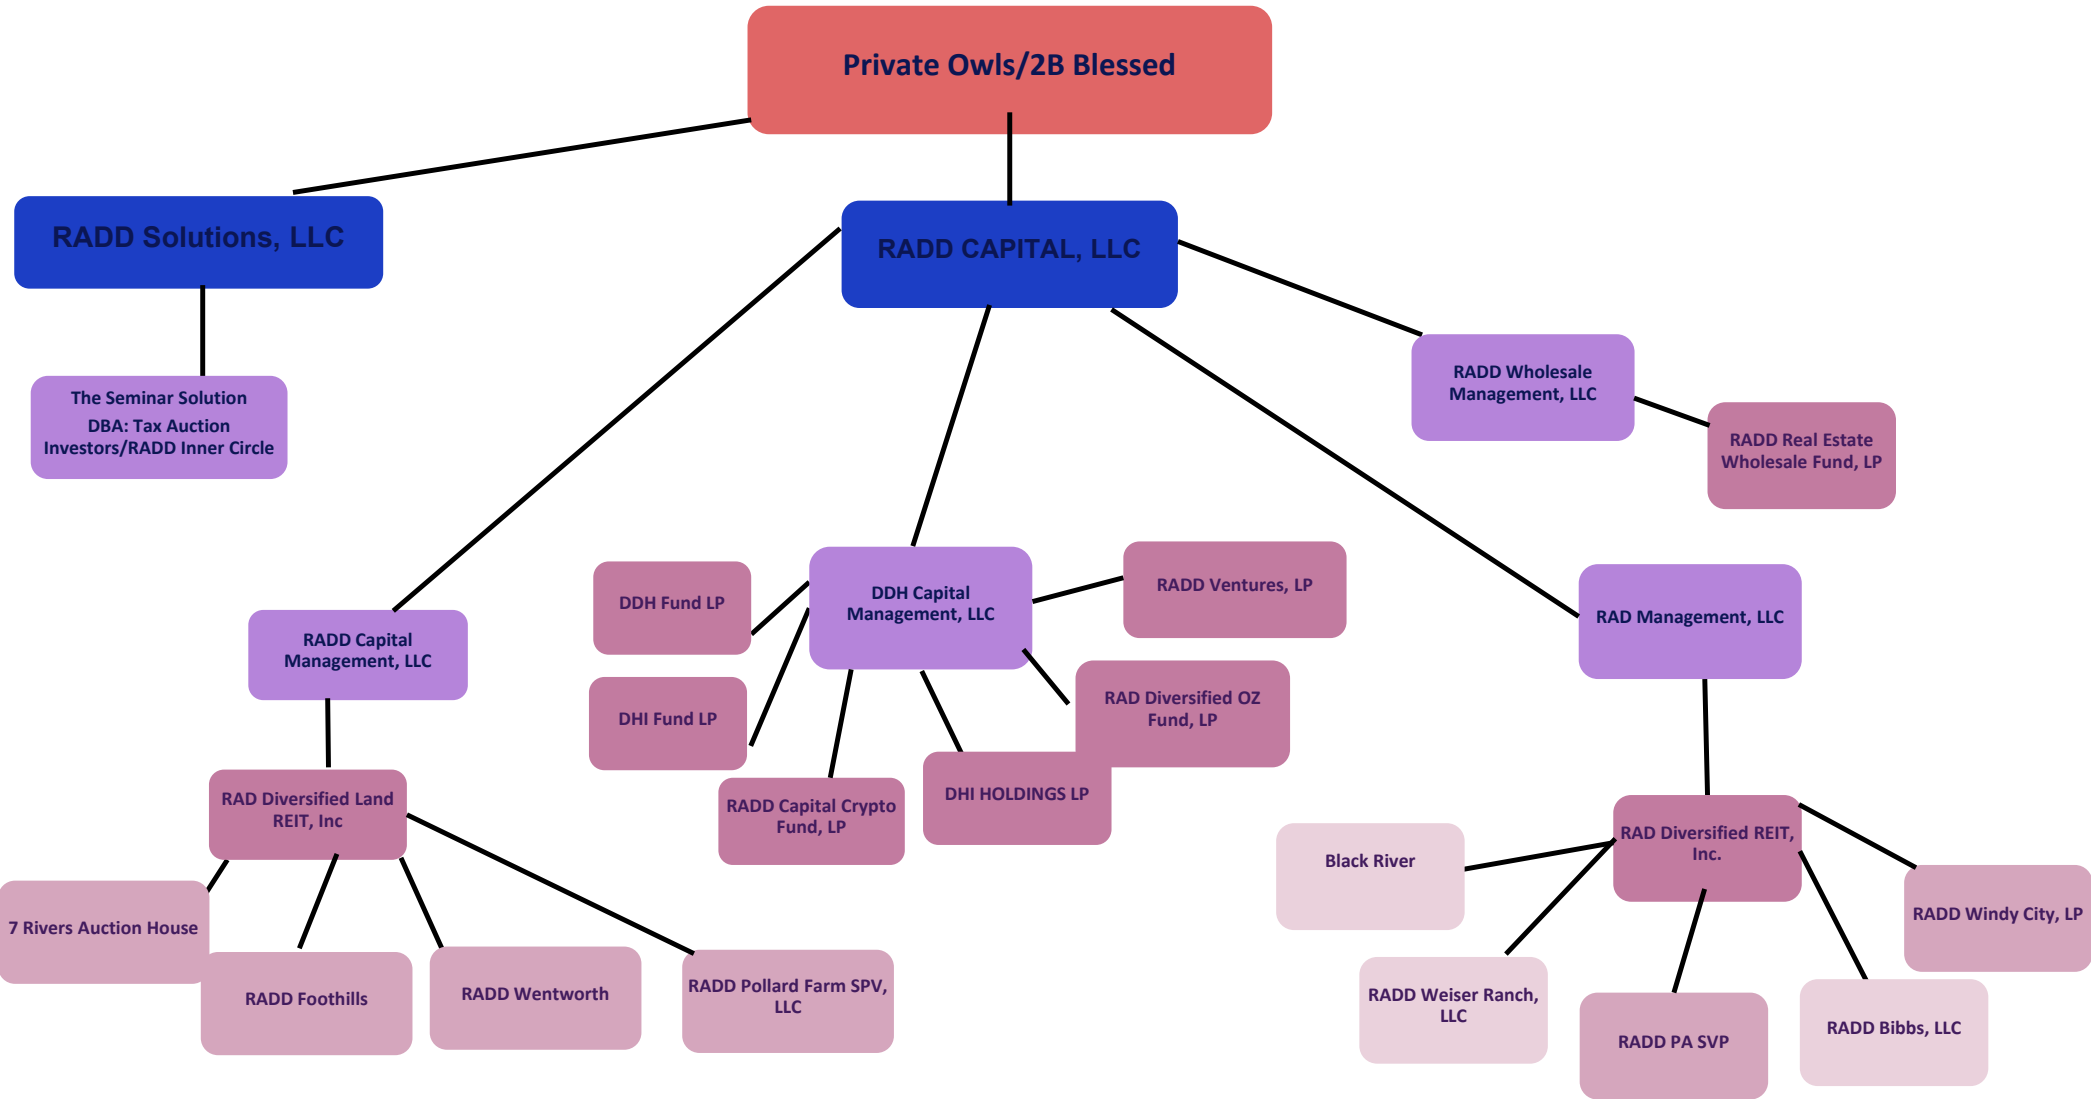 Private Owls/2B Blessed
RADD Solutions, LLC
RADD CAPITAL, LLC
RADD Wholesale
Management, LLC
The Seminar Solution
DBA: Tax Auction
Investors/RADD Inner Circle
RADD Real Estate
Wholesale Fund, LP
DDH Fund LP
DDH Capital
Management, LLC
RADD Ventures, LP
RAD Management, LLC
RADD Capital
Management, LLC
DHI Fund LP
RAD Diversified OZ
Fund, LP
RAD Diversified Land
REIT, Inc
RADD Capital Crypto
Fund, LP
DHI HOLDINGS LP
RAD Diversified REIT,
Inc.
Black River
7 Rivers Auction House
RADD Foothills
RADD Wentworth
RADD Pollard Farm SPV,
LLC
RADD Weiser Ranch,
LLC
RADD PA SVP
RADD Bibbs, LLC
RADD Windy City, LP